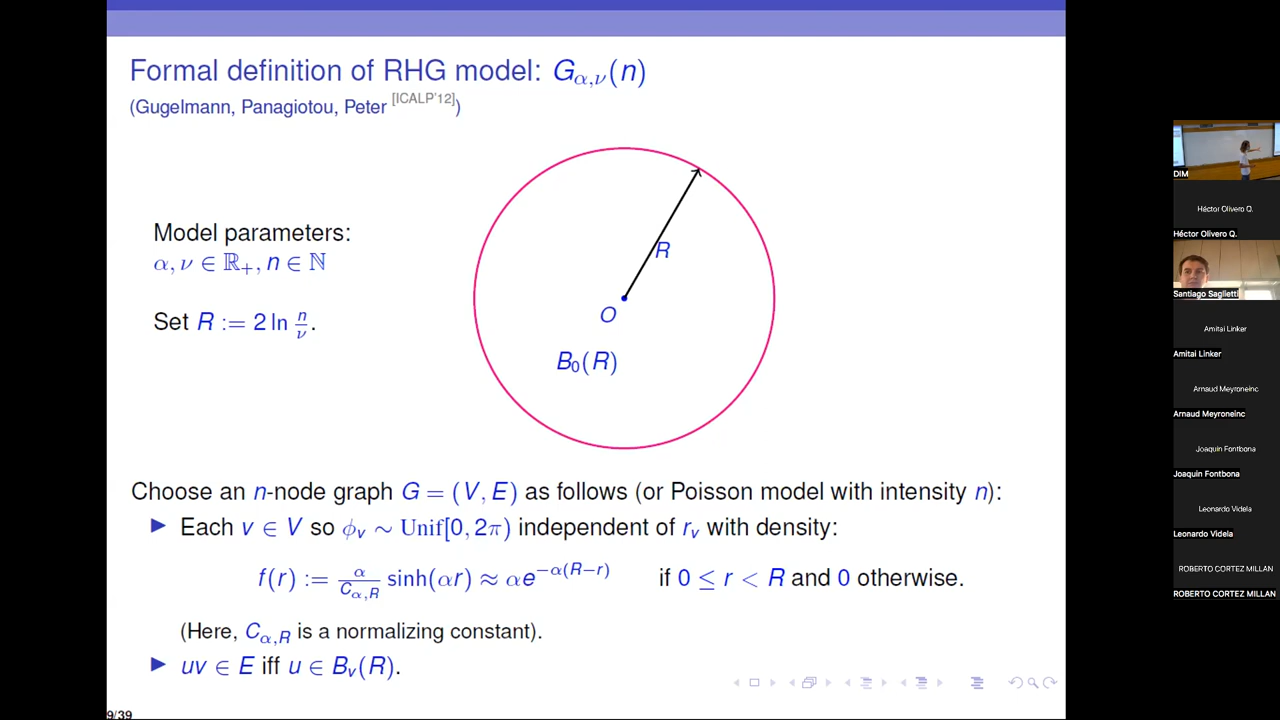 Formal definition of RHG model: G_{α,ν}(n)
(Gugelmann, Panagiotou, Peter [ICALP'12])
Model parameters:
α, ν ∈ ℝ₊, n ∈ ℕ
Set R := 2 ln n/ν.
R
O
B₀(R)
Choose an n-node graph G = (V, E) as follows (or Poisson model with intensity n):
▶ Each v ∈ V so ϕ_v ∼ Unif[0, 2π) independent of r_v with density:
f(r) := α/C_{α,R} sinh(αr) ≈ αe^{−α(R−r)} if 0 ≤ r < R and 0 otherwise.
(Here, C_{α,R} is a normalizing constant).
▶ uv ∈ E iff u ∈ B_v(R).
9/39
DIM
Héctor Olivero Q.
Héctor Olivero Q.
Santiago Saglietti
Amitai Linker
Amitai Linker
Arnaud Meyroneinc
Arnaud Meyroneinc
Joaquin Fontbona
Joaquin Fontbona
Leonardo Videla
Leonardo Videla
ROBERTO CORTEZ MILLAN
ROBERTO CORTEZ MILLAN